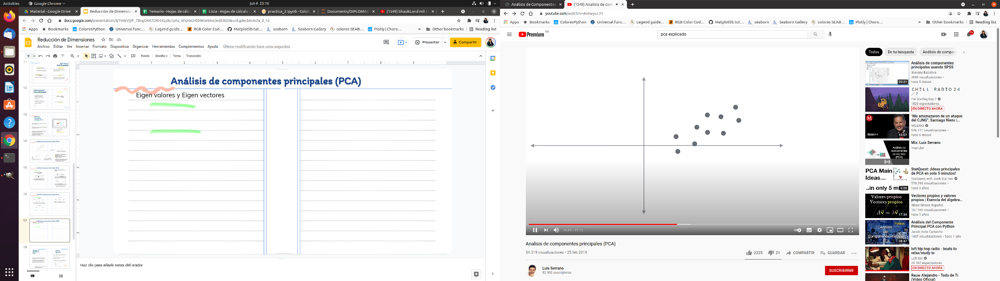 Activities
Google Chrome
Jun 4 23:16
Material - Google Drive
Reducción de Dimension
Temario - Hojas de cálcu
Lista - Hojas de cálculo d
practica_2.ipynb - Colab
Documents/DIPLOMAD
(1549) ShuukLand mit L
docs.google.com/presentation/d/1WeVQP_7BvgO6K7t904XLy8s1yHu_kFqHxtH009KW66w/edit#slide=id.gdecb6c6cfa_0_42
Apps
Bookmarks
ColoresPython
Universal func...
Legend guide...
RGB Color Cod...
Matplotlib tut...
seaborn
Seaborn Gallery
colores SEAB...
Plotly | Choro...
»
Other bookmarks
Reading list
Reducción de Dimensiones
Archivo Editar Ver Insertar Formato Diapositiva Organizar Herramientas Complementos Ayuda
Última modificación hace unos segundos
Presentar
Compartir
Fondo
Diseño
Tema
Transición
12
13
14
15
16
17
18
Análisis de componentes principales (PCA)
Eigen valores y Eigen vectores
Haz clic para añadir notas del orador
Análisis de Componentes
(1549) Analisis de comp
youtube.com/watch?v=AniiwysJ-2Y
Apps
Bookmarks
ColoresPython
Universal func...
Legend guide...
RGB Color Cod...
Matplotlib tut...
seaborn
Seaborn Gallery
colores SEAB...
Plotly | Choro...
»
Other bookmarks
Reading list
Premium
MX
pca explicado
9+
14:09 / 31:15
Analisis de componentes principales (PCA)
54.319 visualizaciones • 25 feb 2019
2225
21
COMPARTIR
GUARDAR
Luis Serrano
82.900 suscriptores
SUSCRIBIRME
Todos
De tu búsqueda
Análisis de compon
20:21
Análisis de componentes
principales usando SPSS
Giovany Babativa
3695 visualizaciones •
hace 5 meses
CHILL RADIO 24
/7
the bootleg boy 2
1823 espectadores
EN DIRECTO AHORA
13:07
"Me amenazaron de un ataque
del CJNG", Santiago Nieto |...
MILENIO
646.171 visualizaciones •
hace 6 meses
Análisis de
componentes
principales
(PCA)
Mix: Luis Serrano
YouTube
PCA Main
Ideas...
..in only 5 m
6:05
StatQuest: ¡Ideas principales
de PCA en solo 5 minutos!
StatQuest with Josh Starmer
570.299 visualizaciones •
hace 3 años
Valores propios
Vectores propios
Av = λv
17:34
Vectores propios y valores
propios | Esencia del álgebra...
3Blue1Brown Español
107.165 visualizaciones •
hace 3 años
Python
Análisis
del
Componente Principal
PCA
38:47
Análisis del Componente
Principal PCA con Python
Jacob Avila Camacho
1437 visualizaciones • hace 1 año
lofi hip hop radio - beats to
relax/study to
Lofi Girl
20.362 espectadores
EN DIRECTO AHORA
Rauw Alejandro - Todo de Ti
(Video Oficial)